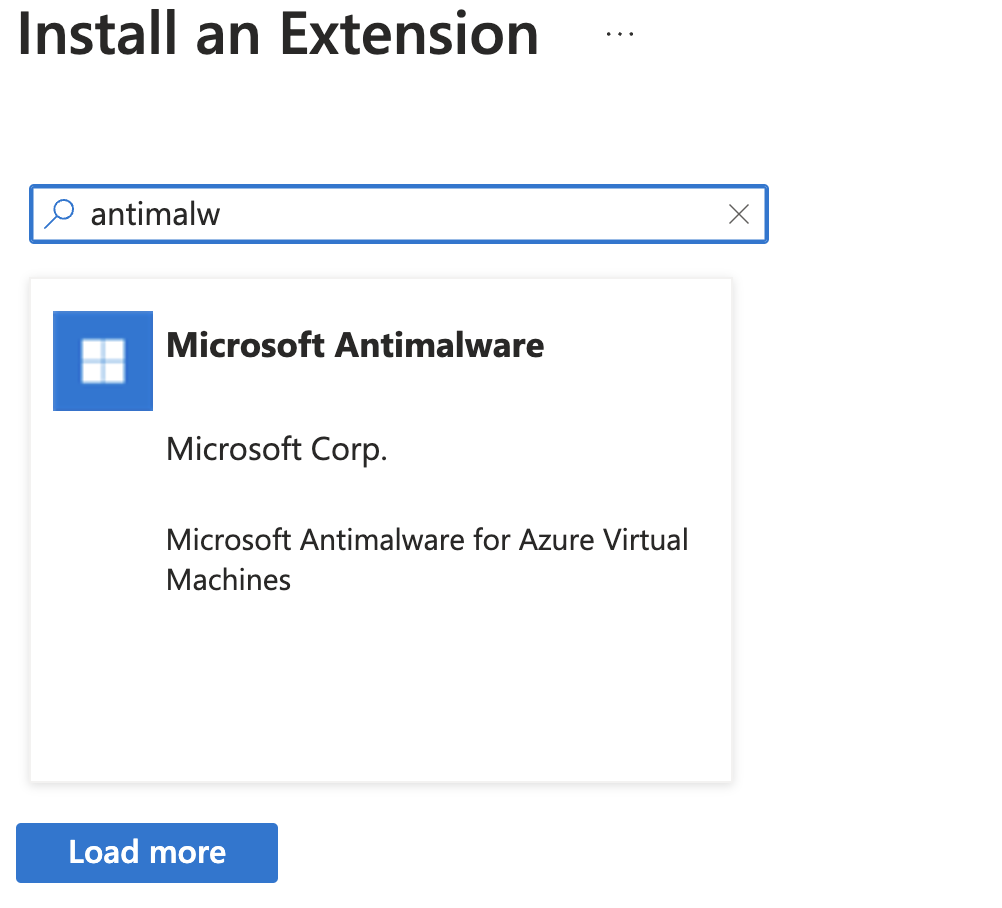 Install an Extension ...
antimalw
Microsoft Antimalware
Microsoft Corp.
Microsoft Antimalware for Azure Virtual
Machines
Load more